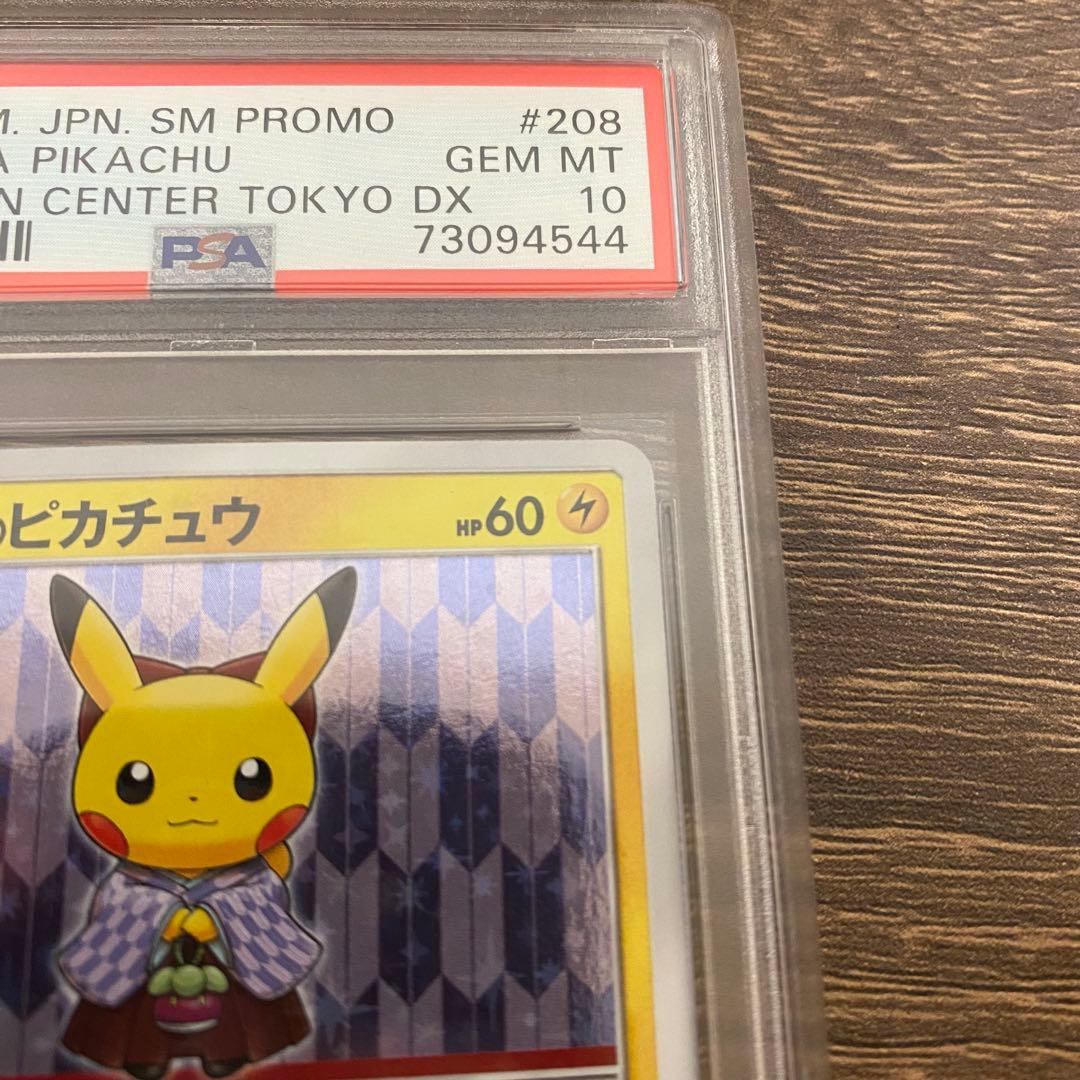 M. JPN. SM PROMO #208
A PIKACHU GEM MT
N CENTER TOKYO DX 10
PSA 73094544
のピカチュウ HP60